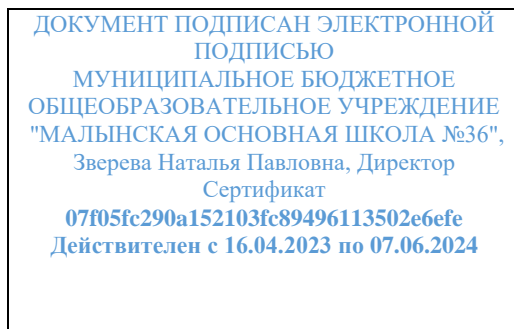 ДОКУМЕНТ ПОДПИСАН ЭЛЕКТРОННОЙ
ПОДПИСЬЮ
МУНИЦИПАЛЬНОЕ БЮДЖЕТНОЕ
ОБЩЕОБРАЗОВАТЕЛЬНОЕ УЧРЕЖДЕНИЕ
"МАЛЫНСКАЯ ОСНОВНАЯ ШКОЛА №36",
Зверева Наталья Павловна, Директор
Сертификат
07f05fc290a152103fc89496113502e6efe
Действителен с 16.04.2023 по 07.06.2024